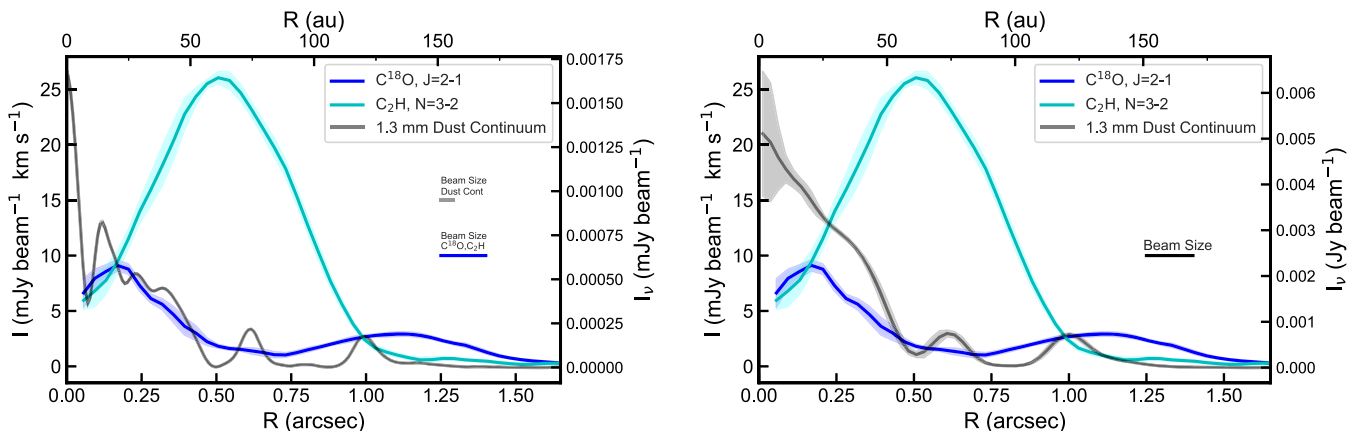 R (au)
0 50 100 150
C¹⁸O, J=2-1
C₂H, N=3-2
1.3 mm Dust Continuum
Beam Size
Dust Cont
Beam Size
C¹⁸O,C₂H
I (mJy beam⁻¹ km s⁻¹)
25
20
15
10
5
0
0.00175
0.00150
0.00125
0.00100
0.00075
0.00050
0.00025
0.00000
Iν (mJy beam⁻¹)
0.00 0.25 0.50 0.75 1.00 1.25 1.50
R (arcsec)
R (au)
0 50 100 150
C¹⁸O, J=2-1
C₂H, N=3-2
1.3 mm Dust Continuum
Beam Size
I (mJy beam⁻¹ km s⁻¹)
25
20
15
10
5
0
0.006
0.005
0.004
0.003
0.002
0.001
0.000
Iν (Jy beam⁻¹)
0.00 0.25 0.50 0.75 1.00 1.25 1.50
R (arcsec)